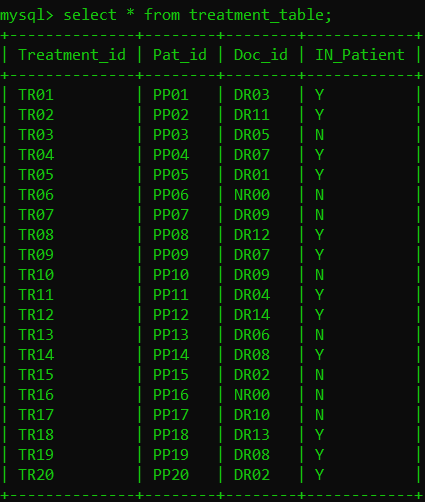 mysql> select * from treatment_table;
+--------------+--------+--------+------------+
| Treatment_id | Pat_id | Doc_id | IN_Patient |
+--------------+--------+--------+------------+
| TR01         | PP01   | DR03   | Y          |
| TR02         | PP02   | DR11   | Y          |
| TR03         | PP03   | DR05   | N          |
| TR04         | PP04   | DR07   | Y          |
| TR05         | PP05   | DR01   | Y          |
| TR06         | PP06   | NR00   | N          |
| TR07         | PP07   | DR09   | N          |
| TR08         | PP08   | DR12   | Y          |
| TR09         | PP09   | DR07   | Y          |
| TR10         | PP10   | DR09   | N          |
| TR11         | PP11   | DR04   | Y          |
| TR12         | PP12   | DR14   | Y          |
| TR13         | PP13   | DR06   | N          |
| TR14         | PP14   | DR08   | Y          |
| TR15         | PP15   | DR02   | N          |
| TR16         | PP16   | NR00   | N          |
| TR17         | PP17   | DR10   | N          |
| TR18         | PP18   | DR13   | Y          |
| TR19         | PP19   | DR08   | Y          |
| TR20         | PP20   | DR02   | Y          |
+--------------+--------+--------+------------+